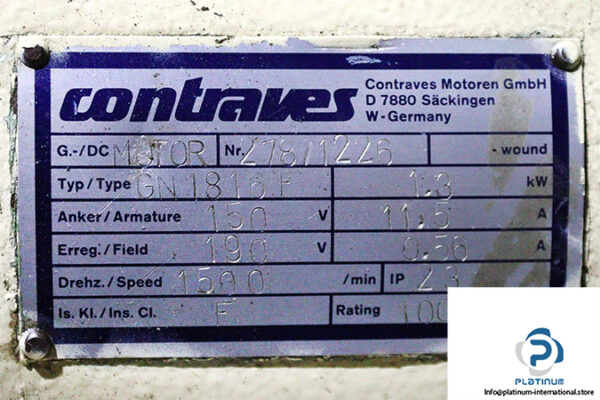 contraves
Contraves Motoren GmbH
D 7880 Säckingen
W-Germany
G.-/DC MOTOR Nr. 278/1226 - wound
Typ/Type GN1816F 1.3 kW
Anker/Armature 150 V 11,5 A
Erreg./Field 190 V 0.56 A
Drehz./Speed 1500 /min IP 23
Is. Kl./Ins. Cl. F Rating
P
PLATINUM
Info@platinum-international.store